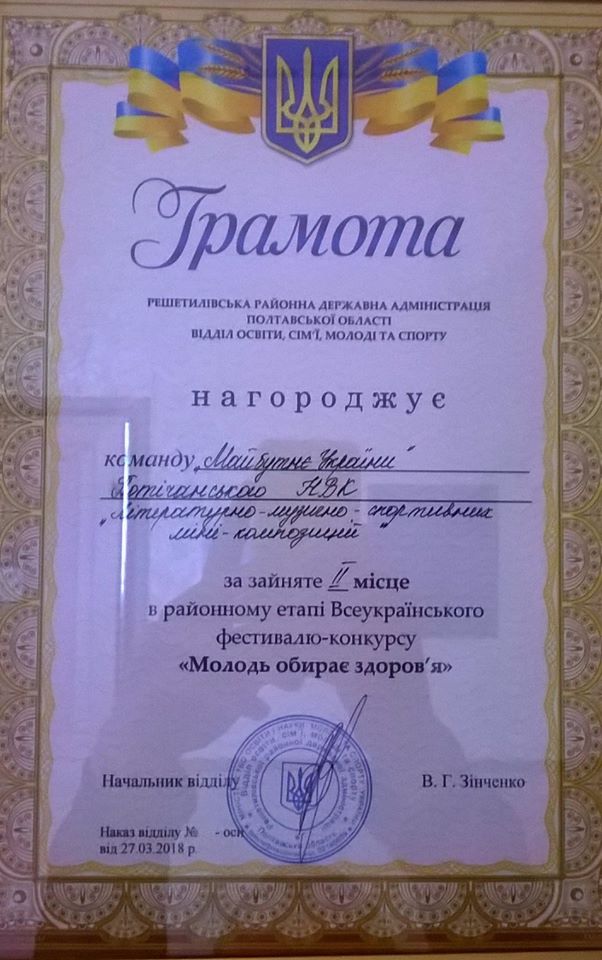 Грамота
РЕШЕТИЛІВСЬКА РАЙОННА ДЕРЖАВНА АДМІНІСТРАЦІЯ
ПОЛТАВСЬКОЇ ОБЛАСТІ
ВІДДІЛ ОСВІТИ, СІМ'Ї, МОЛОДІ ТА СПОРТУ
нагороджує
команду „Майбутнє України"
НВК
„літературно-музично-спортивних
міні-композицій"
за зайняте ІІ місце
в районному етапі Всеукраїнського
фестивалю-конкурсу
«Молодь обирає здоров'я»
Начальник відділу В. Г. Зінченко
Наказ відділу № - осн
від 27.03.2018 р.